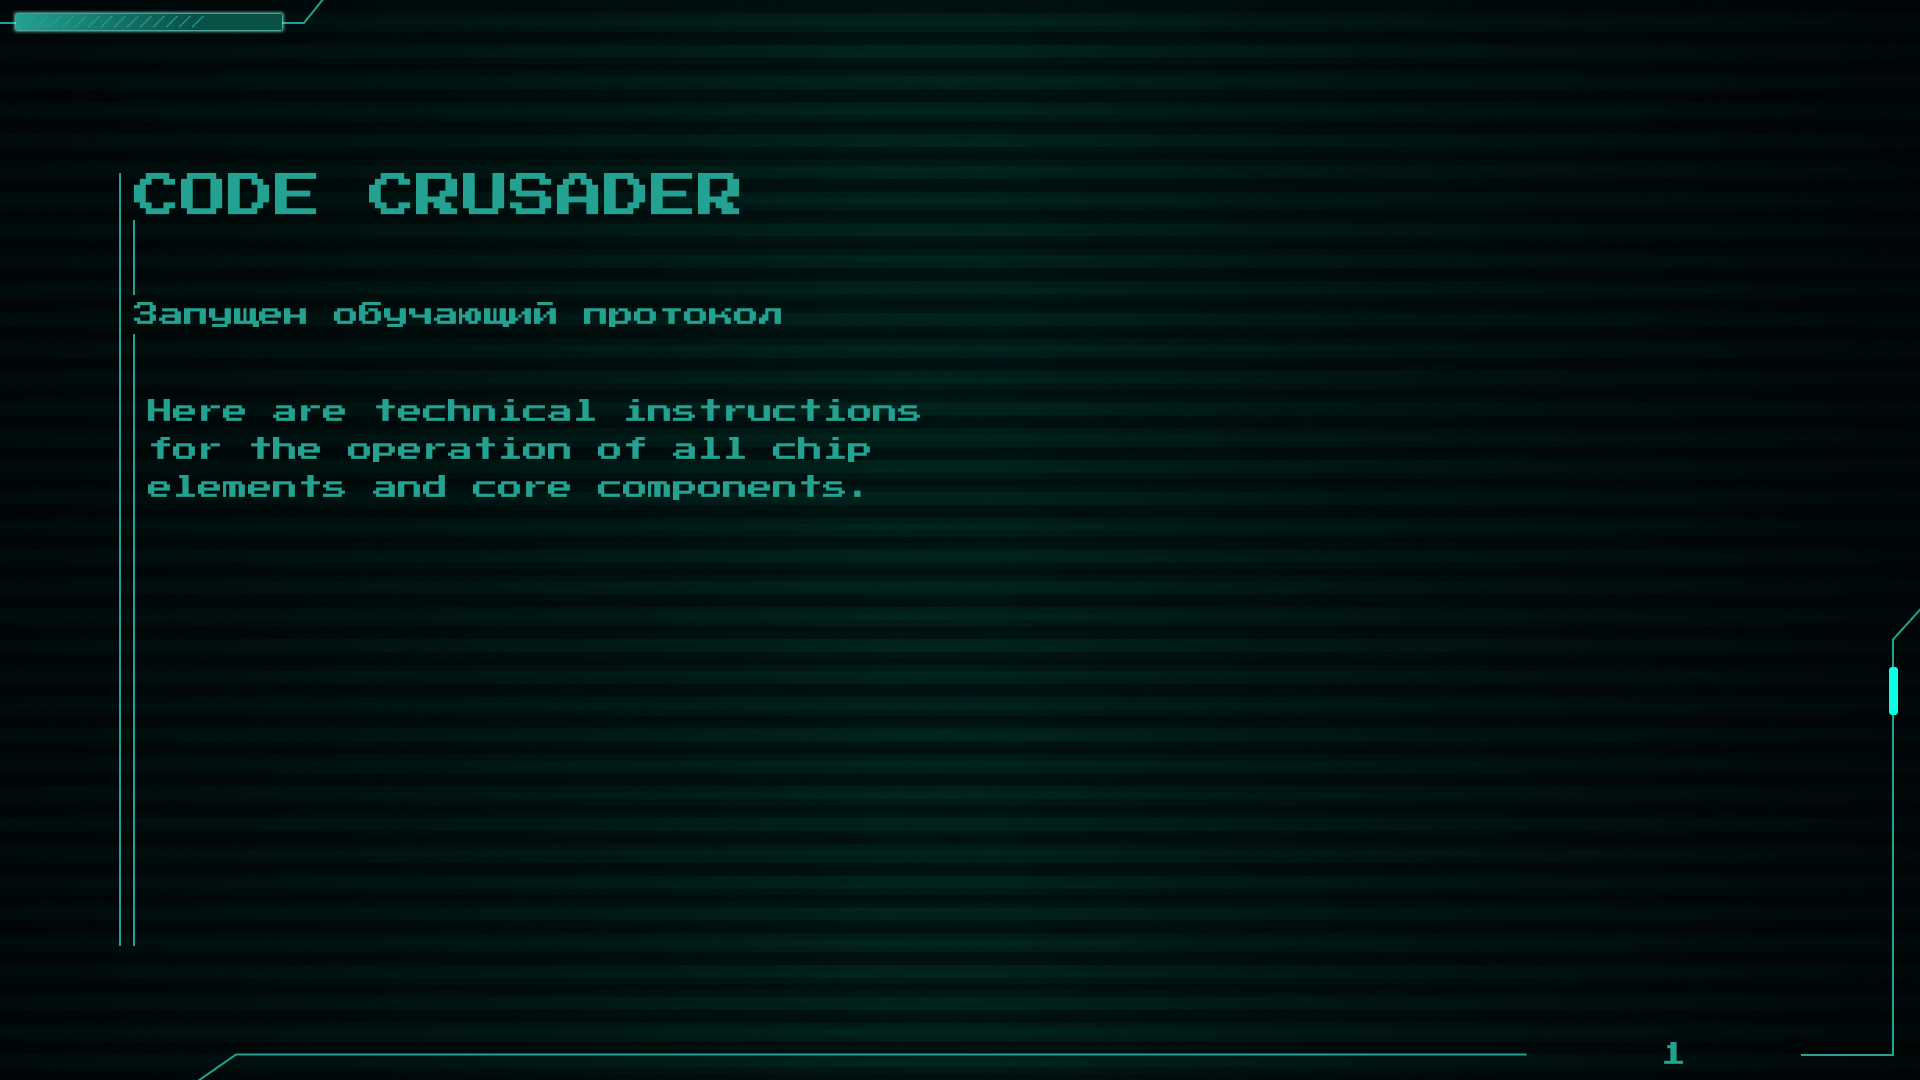 CODE CRUSADER
Запущен обучающий протокол
Here are technical instructions
for the operation of all chip
elements and core components.
1